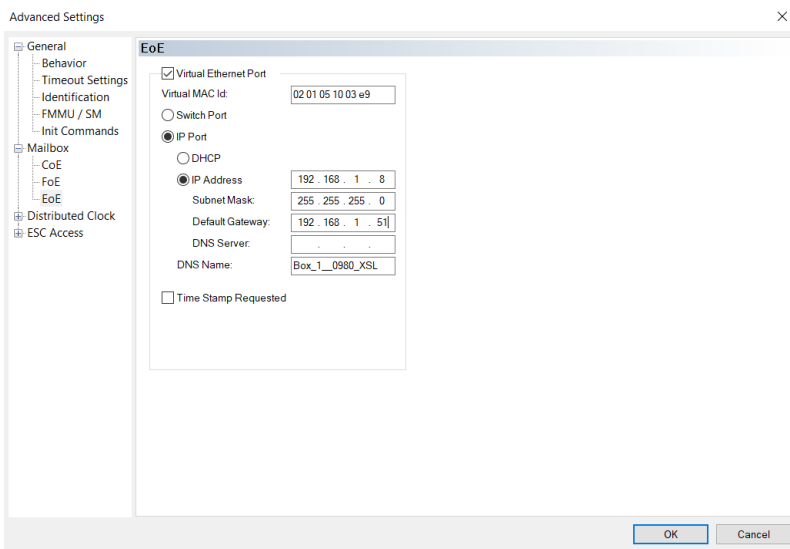 Advanced Settings
General
Behavior
Timeout Settings
Identification
FMMU / SM
Init Commands
Mailbox
CoE
FoE
EoE
Distributed Clock
ESC Access
EoE
Virtual Ethernet Port
Virtual MAC Id: 02 01 05 10 03 e9
Switch Port
IP Port
DHCP
IP Address 192 . 168 . 1 . 8
Subnet Mask: 255 . 255 . 255 . 0
Default Gateway: 192 . 168 . 1 . 51
DNS Server: . . .
DNS Name: Box_1__0980_XSL
Time Stamp Requested
OK Cancel